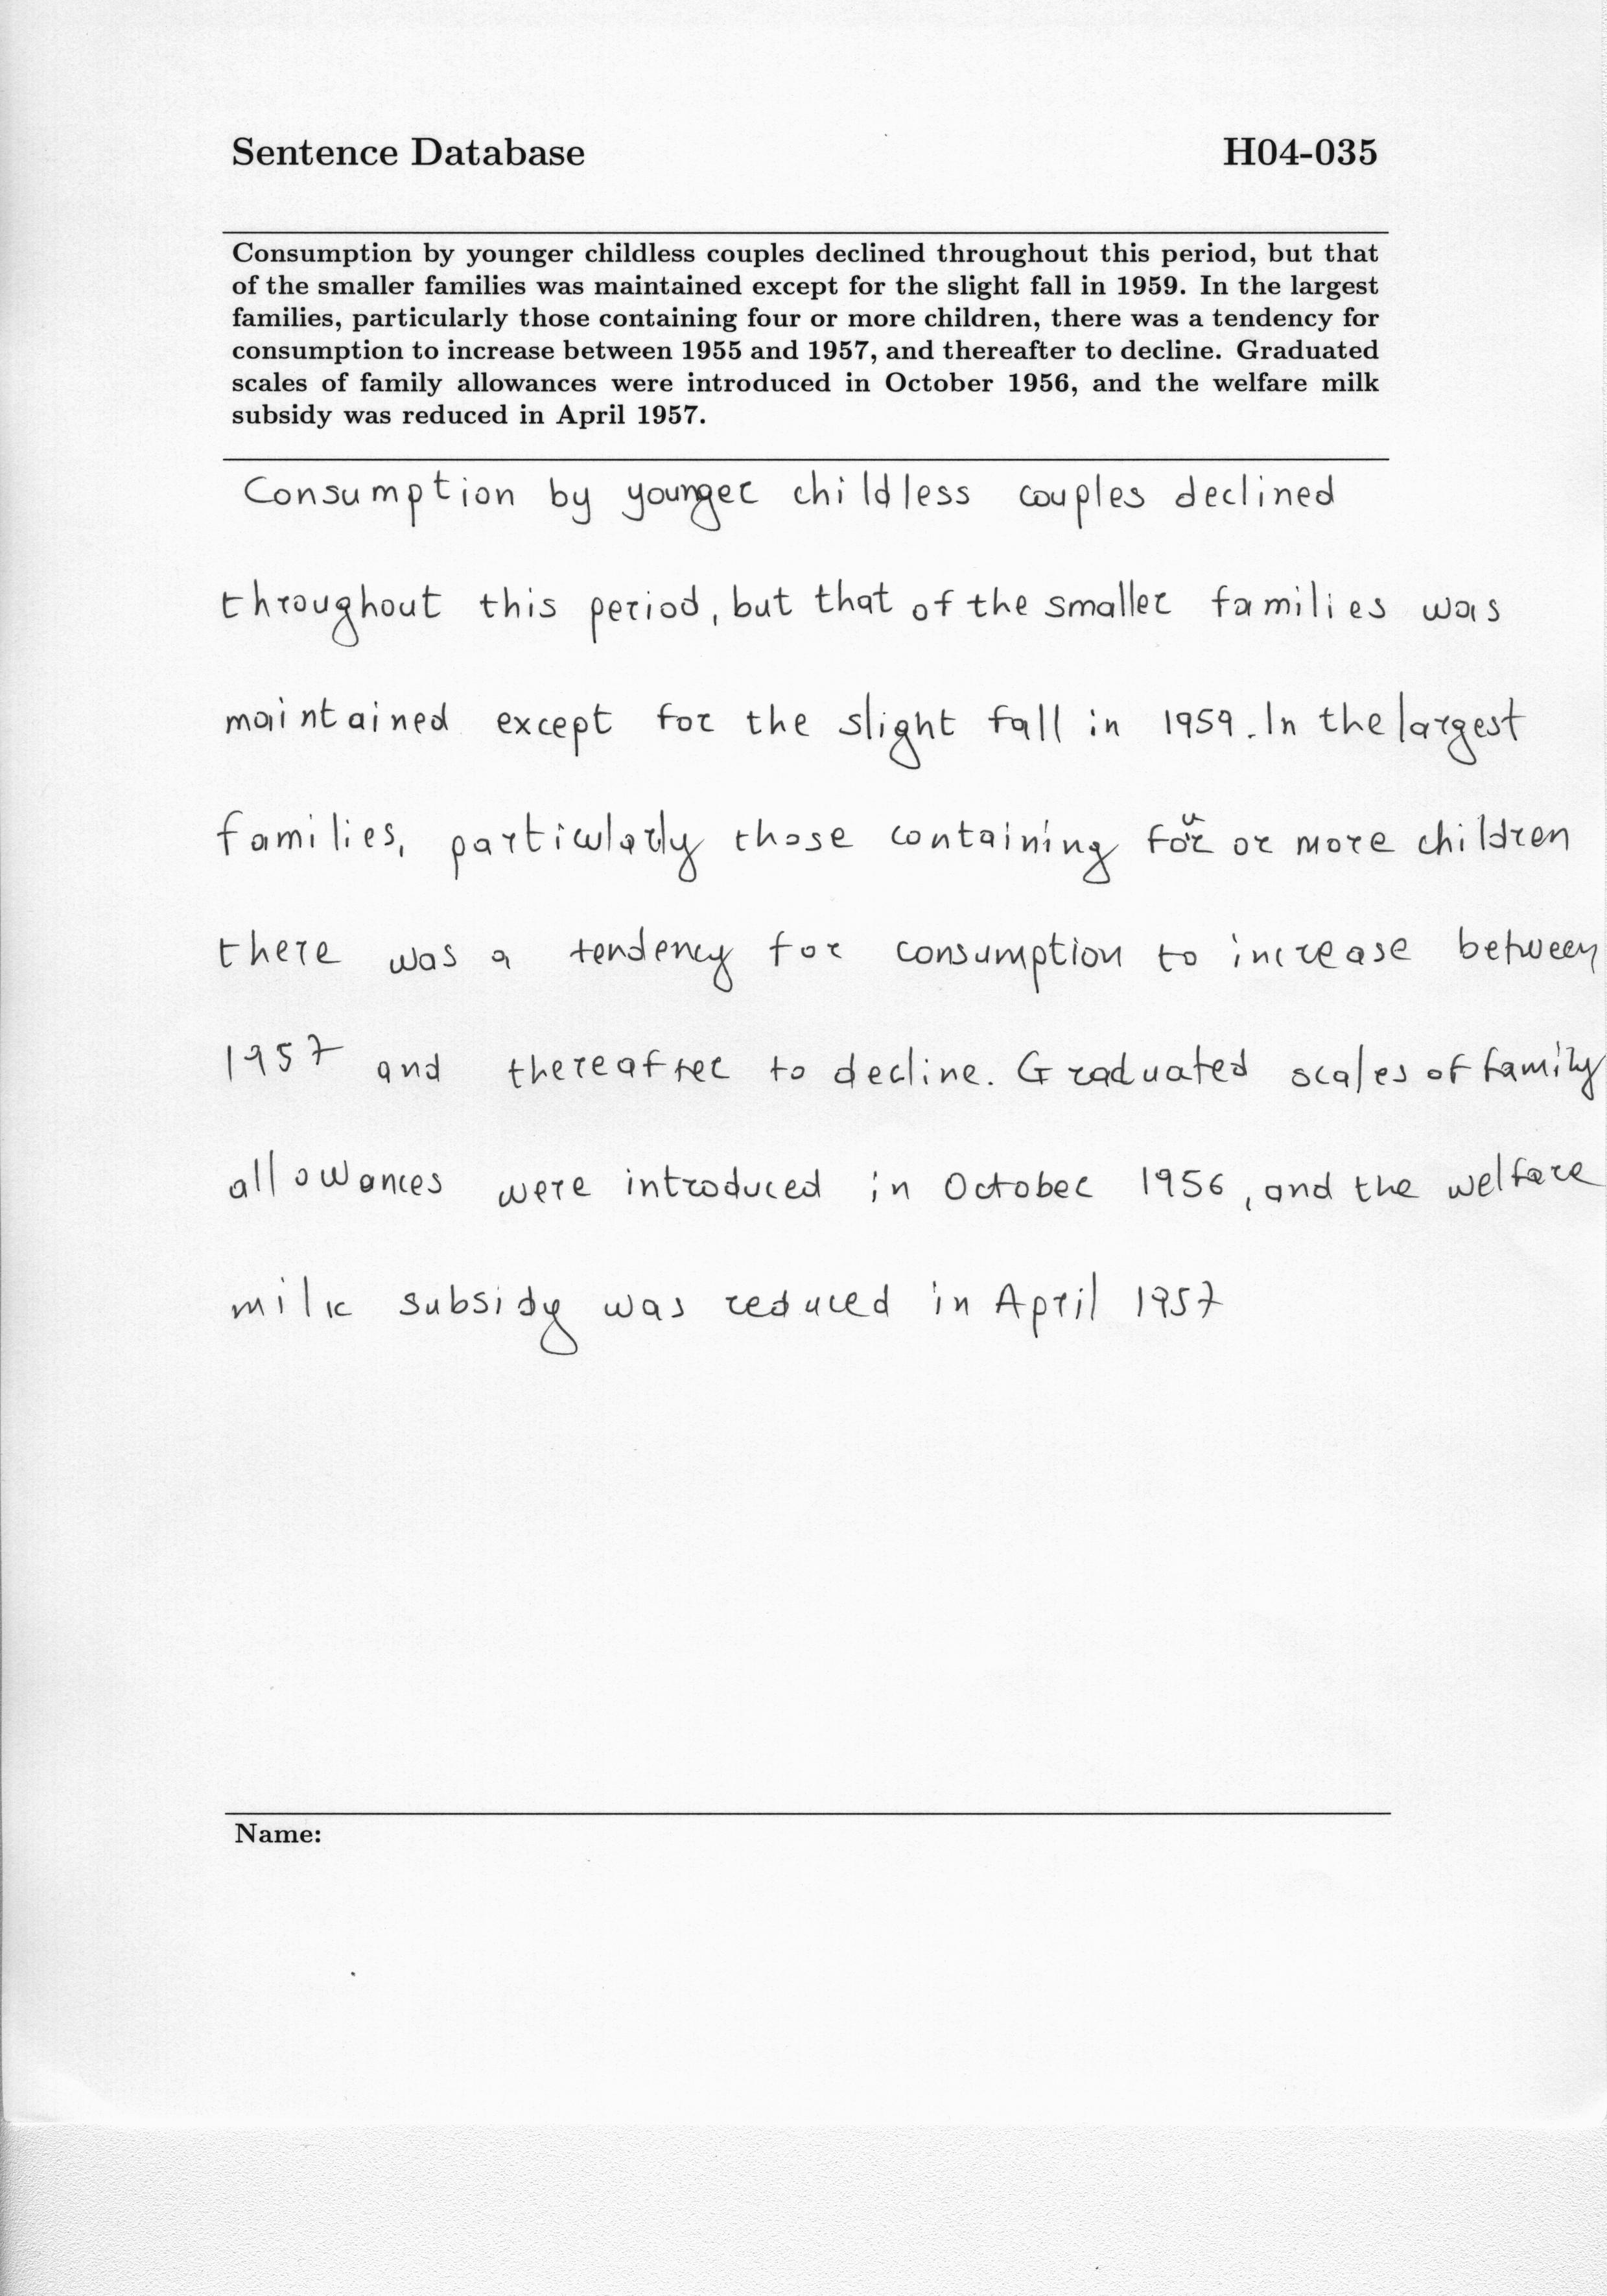 Sentence Database H04-035
Consumption by younger childless couples declined throughout this period, but that
of the smaller families was maintained except for the slight fall in 1959. In the largest
families, particularly those containing four or more children, there was a tendency for
consumption to increase between 1955 and 1957, and thereafter to decline. Graduated
scales of family allowances were introduced in October 1956, and the welfare milk
subsidy was reduced in April 1957.
Consumption by younger childless couples declined
throughout this period, but that of the smaller families was
maintained except for the slight fall in 1959. In the largest
families, particularly those containing four or more children
there was a tendency for consumption to increase between
1957 and thereafter to decline. Graduated scales of family
allowances were introduced in October 1956, and the welfare
milk subsidy was reduced in April 1957
Name: